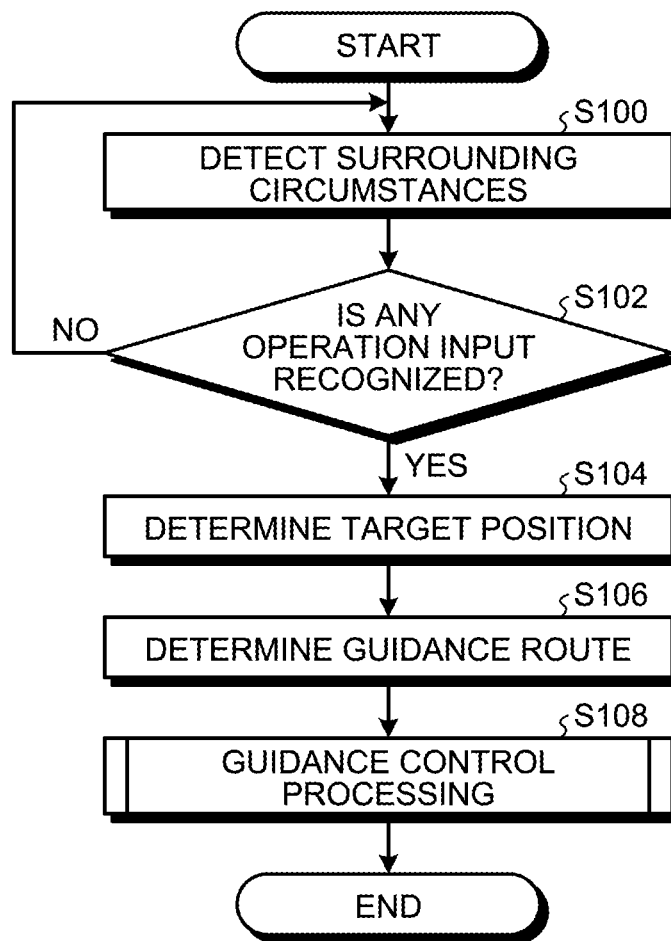 START
S100
DETECT SURROUNDING
CIRCUMSTANCES
S102
IS ANY
OPERATION INPUT
RECOGNIZED?
NO
YES
S104
DETERMINE TARGET POSITION
S106
DETERMINE GUIDANCE ROUTE
S108
GUIDANCE CONTROL
PROCESSING
END